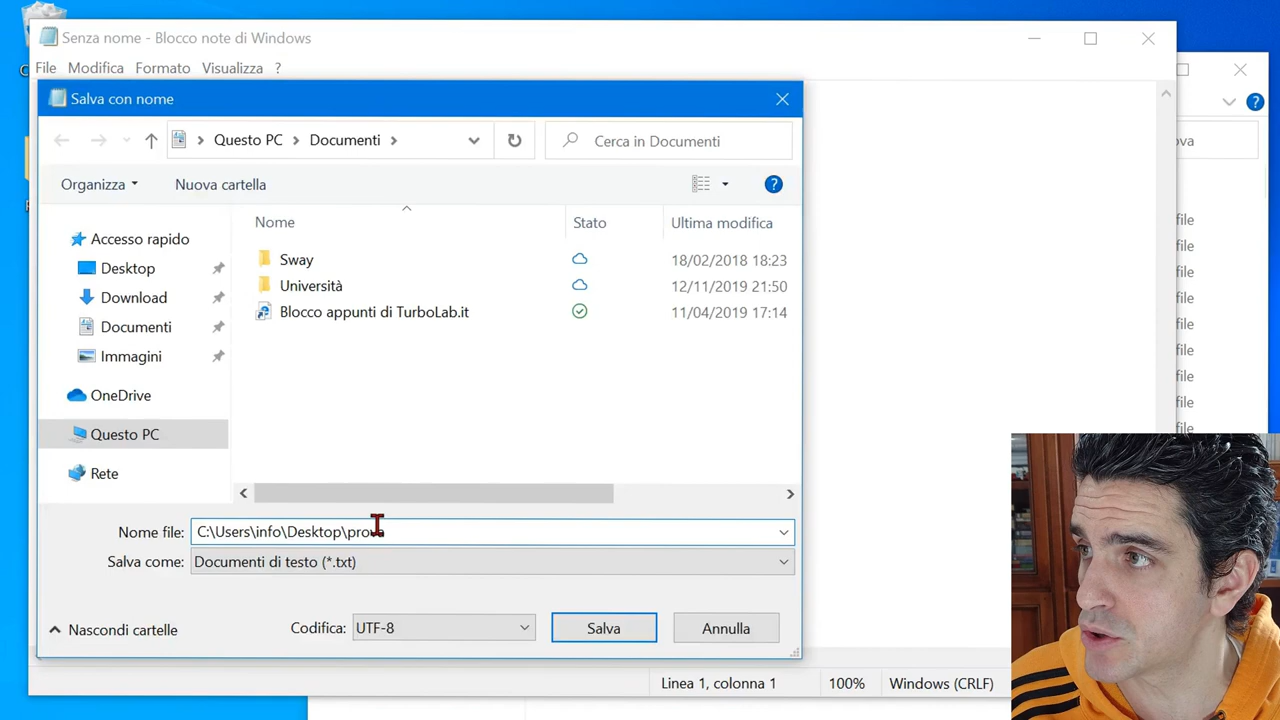 Senza nome - Blocco note di Windows
File Modifica Formato Visualizza ?
Salva con nome
Questo PC > Documenti >
Cerca in Documenti
Organizza
Nuova cartella
Nome
Stato
Ultima modifica
Accesso rapido
Desktop
Download
Documenti
Immagini
OneDrive
Questo PC
Rete
Sway 18/02/2018 18:23
Università 12/11/2019 21:50
Blocco appunti di TurboLab.it 11/04/2019 17:14
Nome file: C:\Users\info\Desktop\prova
Salva come: Documenti di testo (*.txt)
Nascondi cartelle
Codifica: UTF-8
Salva
Annulla
Linea 1, colonna 1 100% Windows (CRLF)
ova
file
file
file
file
file
file
file
file
file